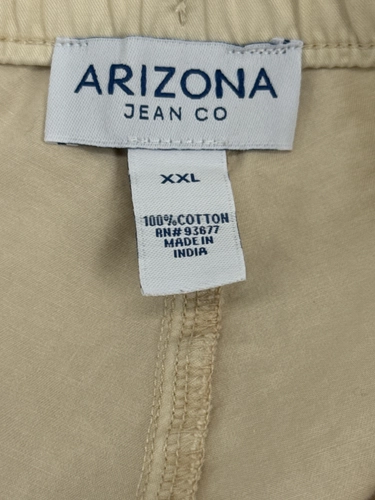 ARIZONA
JEAN CO
XXL
100%COTTON
RN# 93677
MADE IN
INDIA